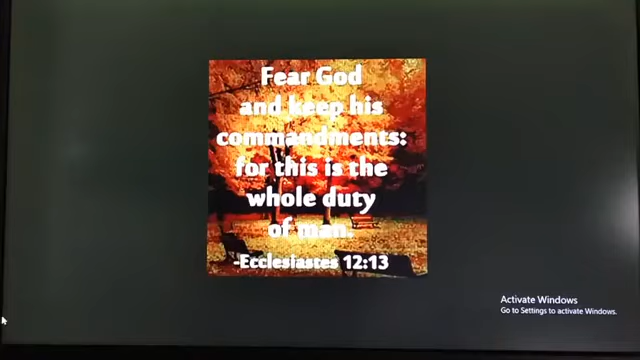 Fear God
and keep his
commandments:
for this is the
whole duty
of man.
-Ecclesiastes 12:13
Activate Windows
Go to Settings to activate Windows.